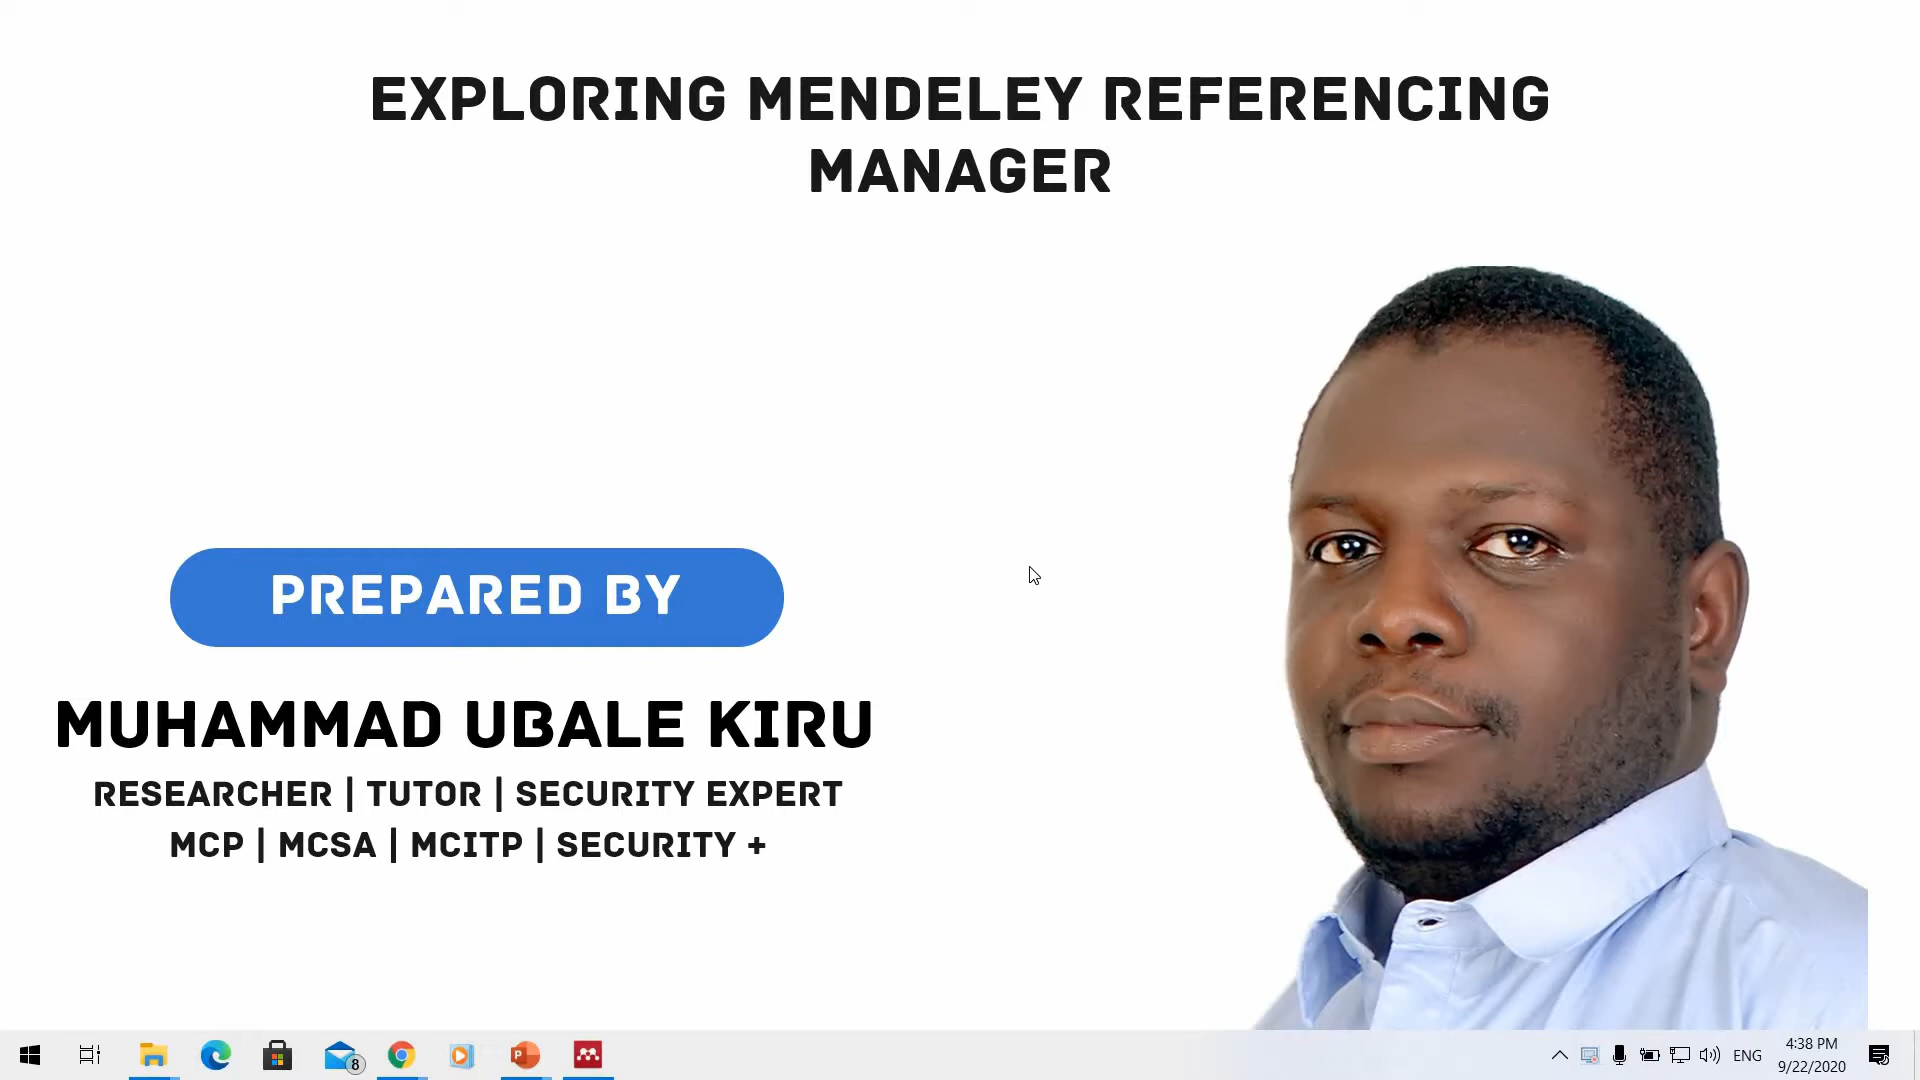 EXPLORING MENDELEY REFERENCING
MANAGER
PREPARED BY
MUHAMMAD UBALE KIRU
RESEARCHER | TUTOR | SECURITY EXPERT
MCP | MCSA | MCITP | SECURITY +
8
P
ENG
4:38 PM
9/22/2020